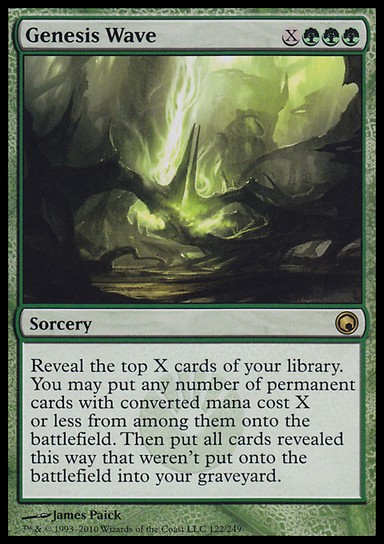 Genesis Wave X
Sorcery
Reveal the top X cards of your library.
You may put any number of permanent
cards with converted mana cost X
or less from among them onto the
battlefield. Then put all cards revealed
this way that weren't put onto the
battlefield into your graveyard.
James Paick
™ & © 1993–2010 Wizards of the Coast LLC 122/249